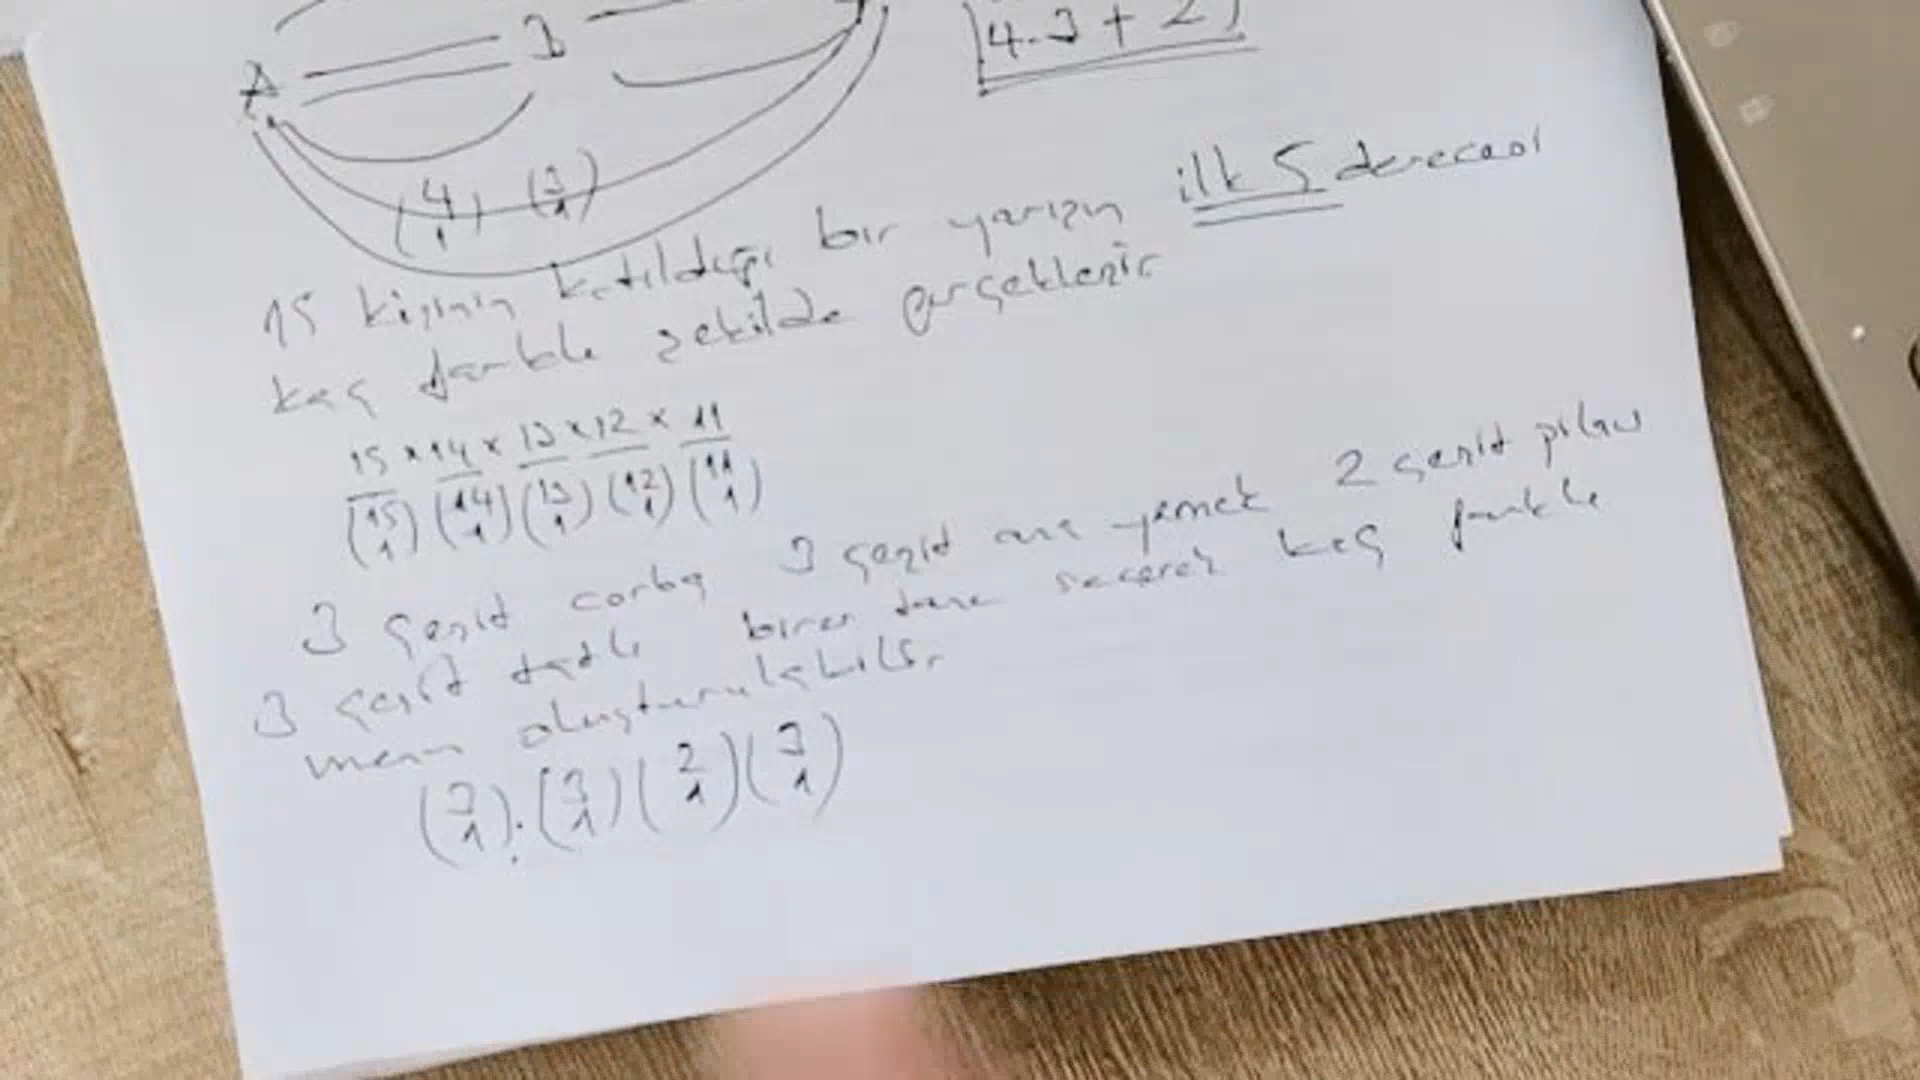 B
4.3+2
A
(4 1) (3 1)
15 kişinin katıldığı bir yarışın ilk 5 derecesi
kaç farklı şekilde gerçekleşir
15 × 14 × 13 × 12 × 11
(15 1) (14 1) (13 1) (12 1) (11 1)
3 çeşit çorba 3 çeşit ara yemek 2 çeşit pilav
3 çeşit tatlı birer tane seçerek kaç farklı
menü oluşturulabilir.
(3 1).(3 1)(2 1)(3 1)